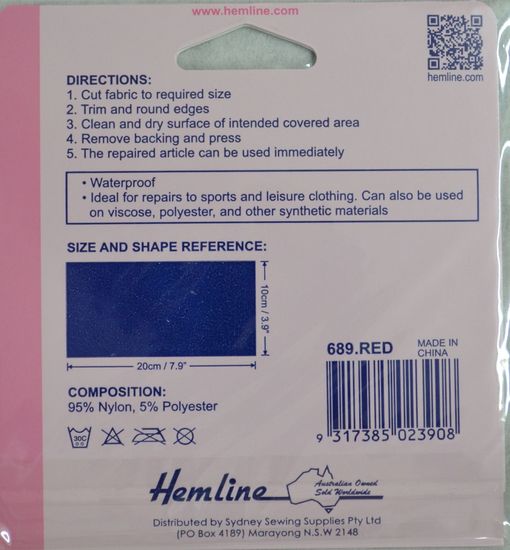 www.hemline.com
hemline.com
DIRECTIONS:
1. Cut fabric to required size
2. Trim and round edges
3. Clean and dry surface of intended covered area
4. Remove backing and press
5. The repaired article can be used immediately
• Waterproof
• Ideal for repairs to sports and leisure clothing. Can also be used
on viscose, polyester, and other synthetic materials
SIZE AND SHAPE REFERENCE:
10cm / 3.9"
20cm / 7.9"
689.RED
MADE IN
CHINA
COMPOSITION:
95% Nylon, 5% Polyester
30C
9 317385 023908
Hemline
Australian Owned
Sold Worldwide
Distributed by Sydney Sewing Supplies Pty Ltd
(PO Box 4189) Marayong N.S.W 2148